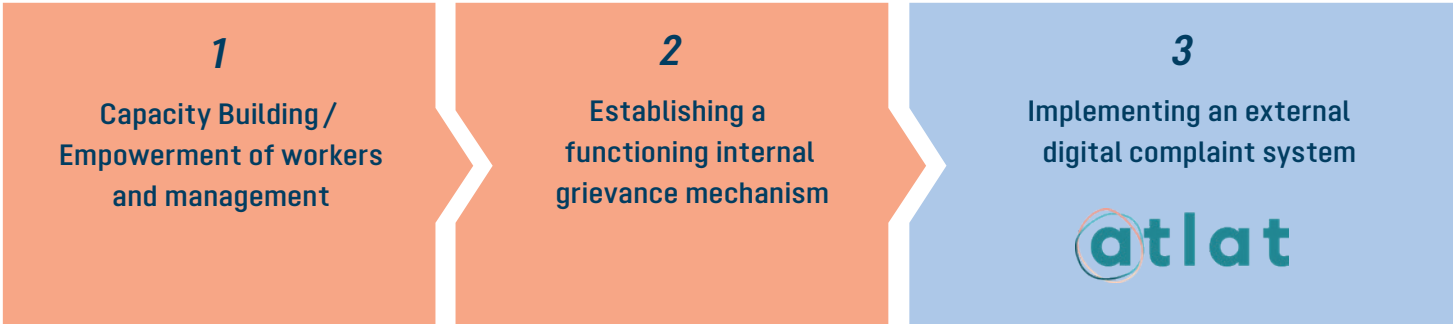 1
Capacity Building /
Empowerment of workers
and management
2
Establishing a
functioning internal
grievance mechanism
3
Implementing an external
digital complaint system
atlat